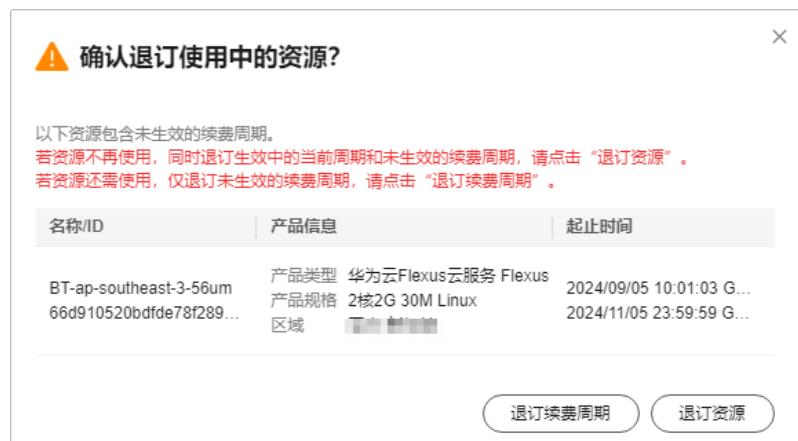 确认退订使用中的资源?
以下资源包含未生效的续费周期。
若资源不再使用，同时退订生效中的当前周期和未生效的续费周期，请点击“退订资源”。
若资源还需使用，仅退订未生效的续费周期，请点击“退订续费周期”。
名称/ID 产品信息 起止时间
产品类型 华为云Flexus云服务 Flexus
BT-ap-southeast-3-56um 2024/09/05 10:01:03 G...
产品规格 2核2G 30M Linux
66d910520bdfde78f289... 2024/11/05 23:59:59 G...
区域
退订续费周期 退订资源